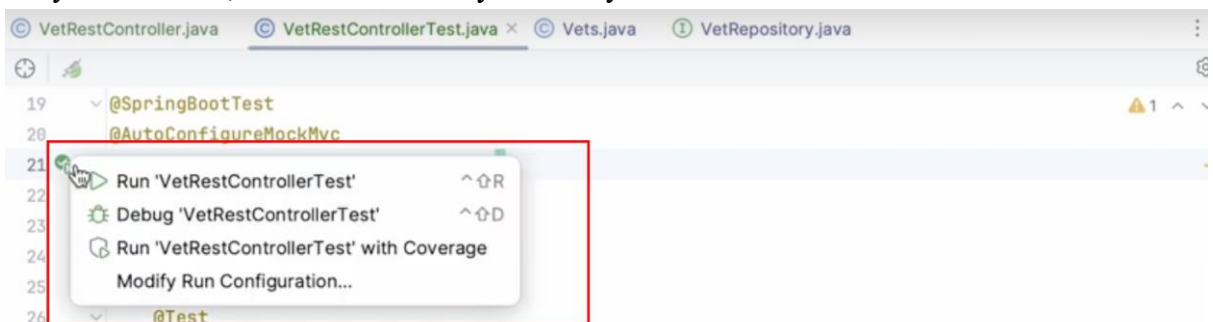 VetRestController.java VetRestControllerTest.java Vets.java VetRepository.java
19 @SpringBootTest 1
20 @AutoConfigureMockMvc
21
Run 'VetRestControllerTest' ^⇧R
22
Debug 'VetRestControllerTest' ^⇧D
23
Run 'VetRestControllerTest' with Coverage
24
Modify Run Configuration...
25
26 @Test